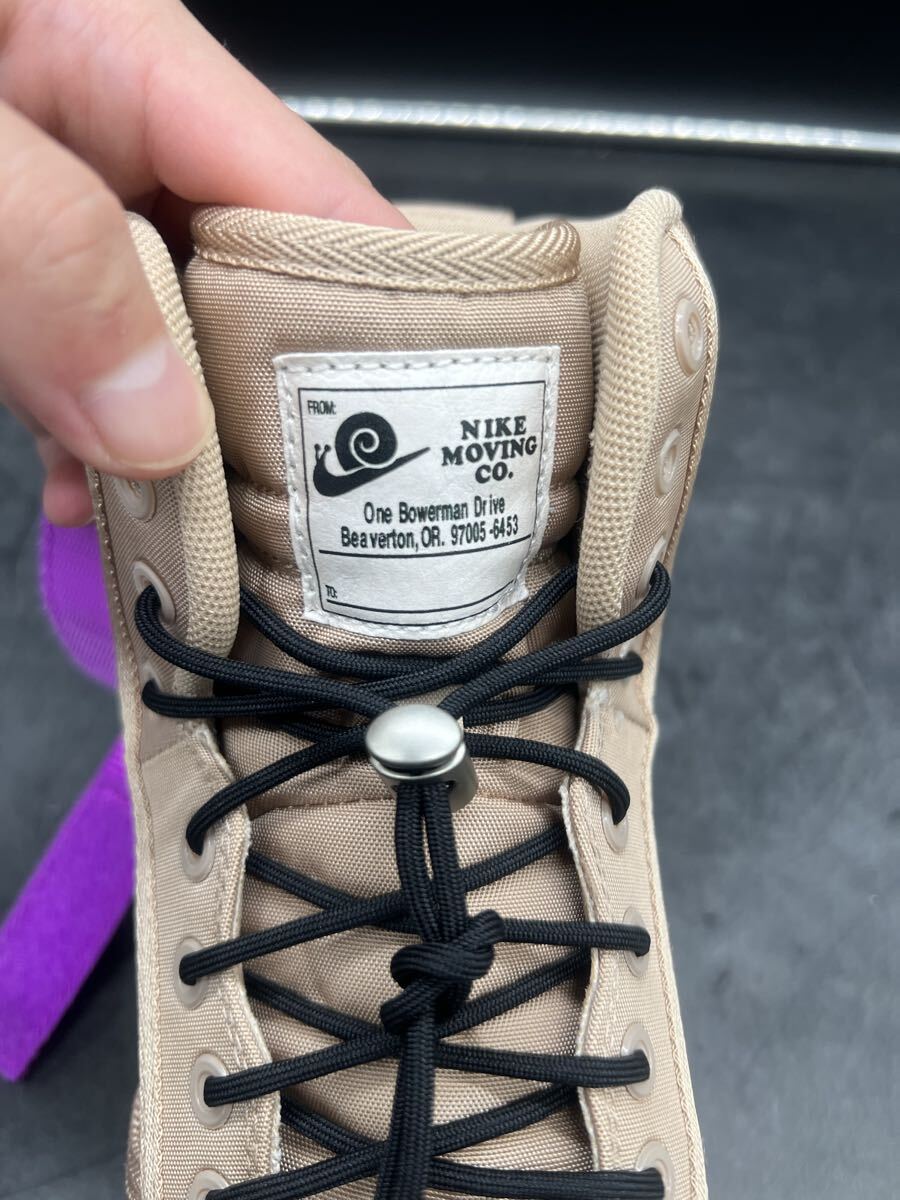 FROM:
NIKE
MOVING
CO.
One Bowerman Drive
Beaverton, OR. 97005-6453
TO: